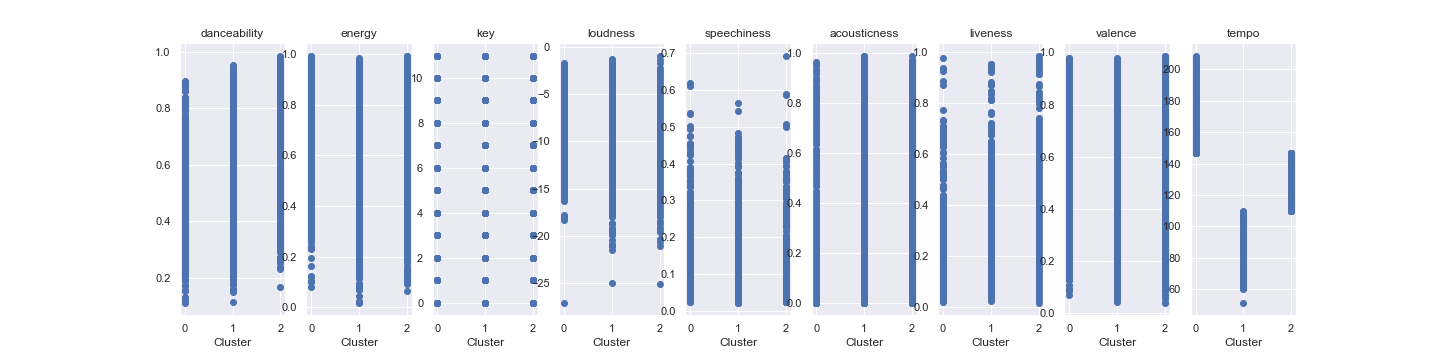 danceability energy key loudness speechiness acousticness liveness valence tempo
1.0 0.8 0.6 0.4 0.2
1.0 0.8 0.6 0.4 0.2 0.0
10 8 6 4 2 0
0 −5 −10 −15 −20 −25
0.7 0.6 0.5 0.4 0.3 0.2 0.1 0.0
1.0 0.8 0.6 0.4 0.2 0.0
1.0 0.8 0.6 0.4 0.2 0.0
1.0 0.8 0.6 0.4 0.2 0.0
200 180 160 140 120 100 80 60
0 1 2 0 1 2 0 1 2 0 1 2 0 1 2 0 1 2 0 1 2 0 1 2 0 1 2
Cluster Cluster Cluster Cluster Cluster Cluster Cluster Cluster Cluster